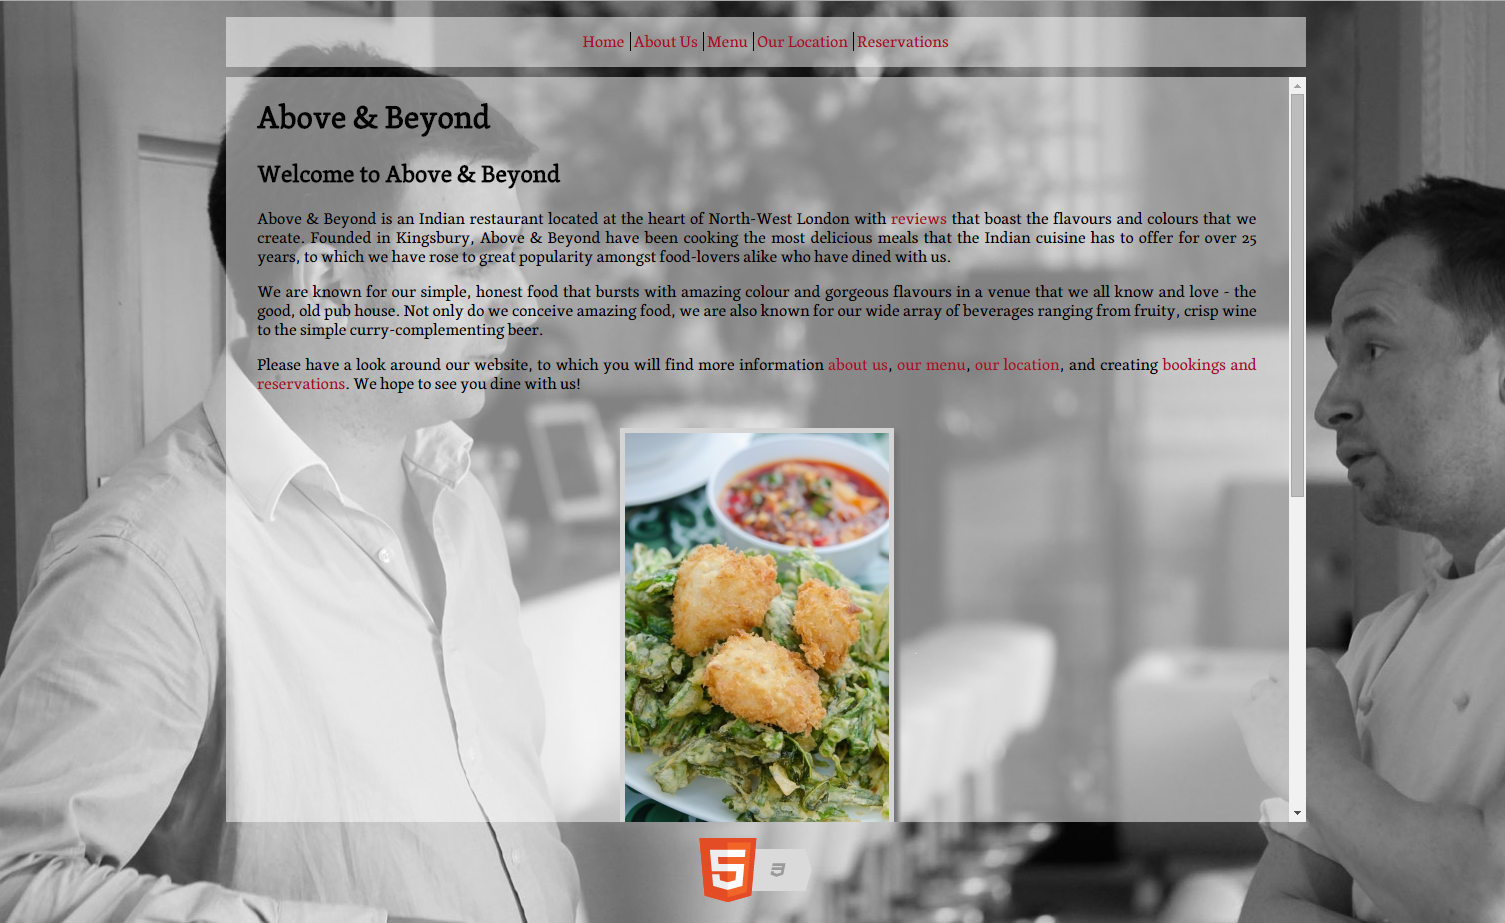 Home | About Us | Menu | Our Location | Reservations
Above & Beyond
Welcome to Above & Beyond
Above & Beyond is an Indian restaurant located at the heart of North-West London with reviews that boast the flavours and colours that we
create. Founded in Kingsbury, Above & Beyond have been cooking the most delicious meals that the Indian cuisine has to offer for over 25
years, to which we have rose to great popularity amongst food-lovers alike who have dined with us.
We are known for our simple, honest food that bursts with amazing colour and gorgeous flavours in a venue that we all know and love - the
good, old pub house. Not only do we conceive amazing food, we are also known for our wide array of beverages ranging from fruity, crisp wine
to the simple curry-complementing beer.
Please have a look around our website, to which you will find more information about us, our menu, our location, and creating bookings and
reservations. We hope to see you dine with us!
5 3